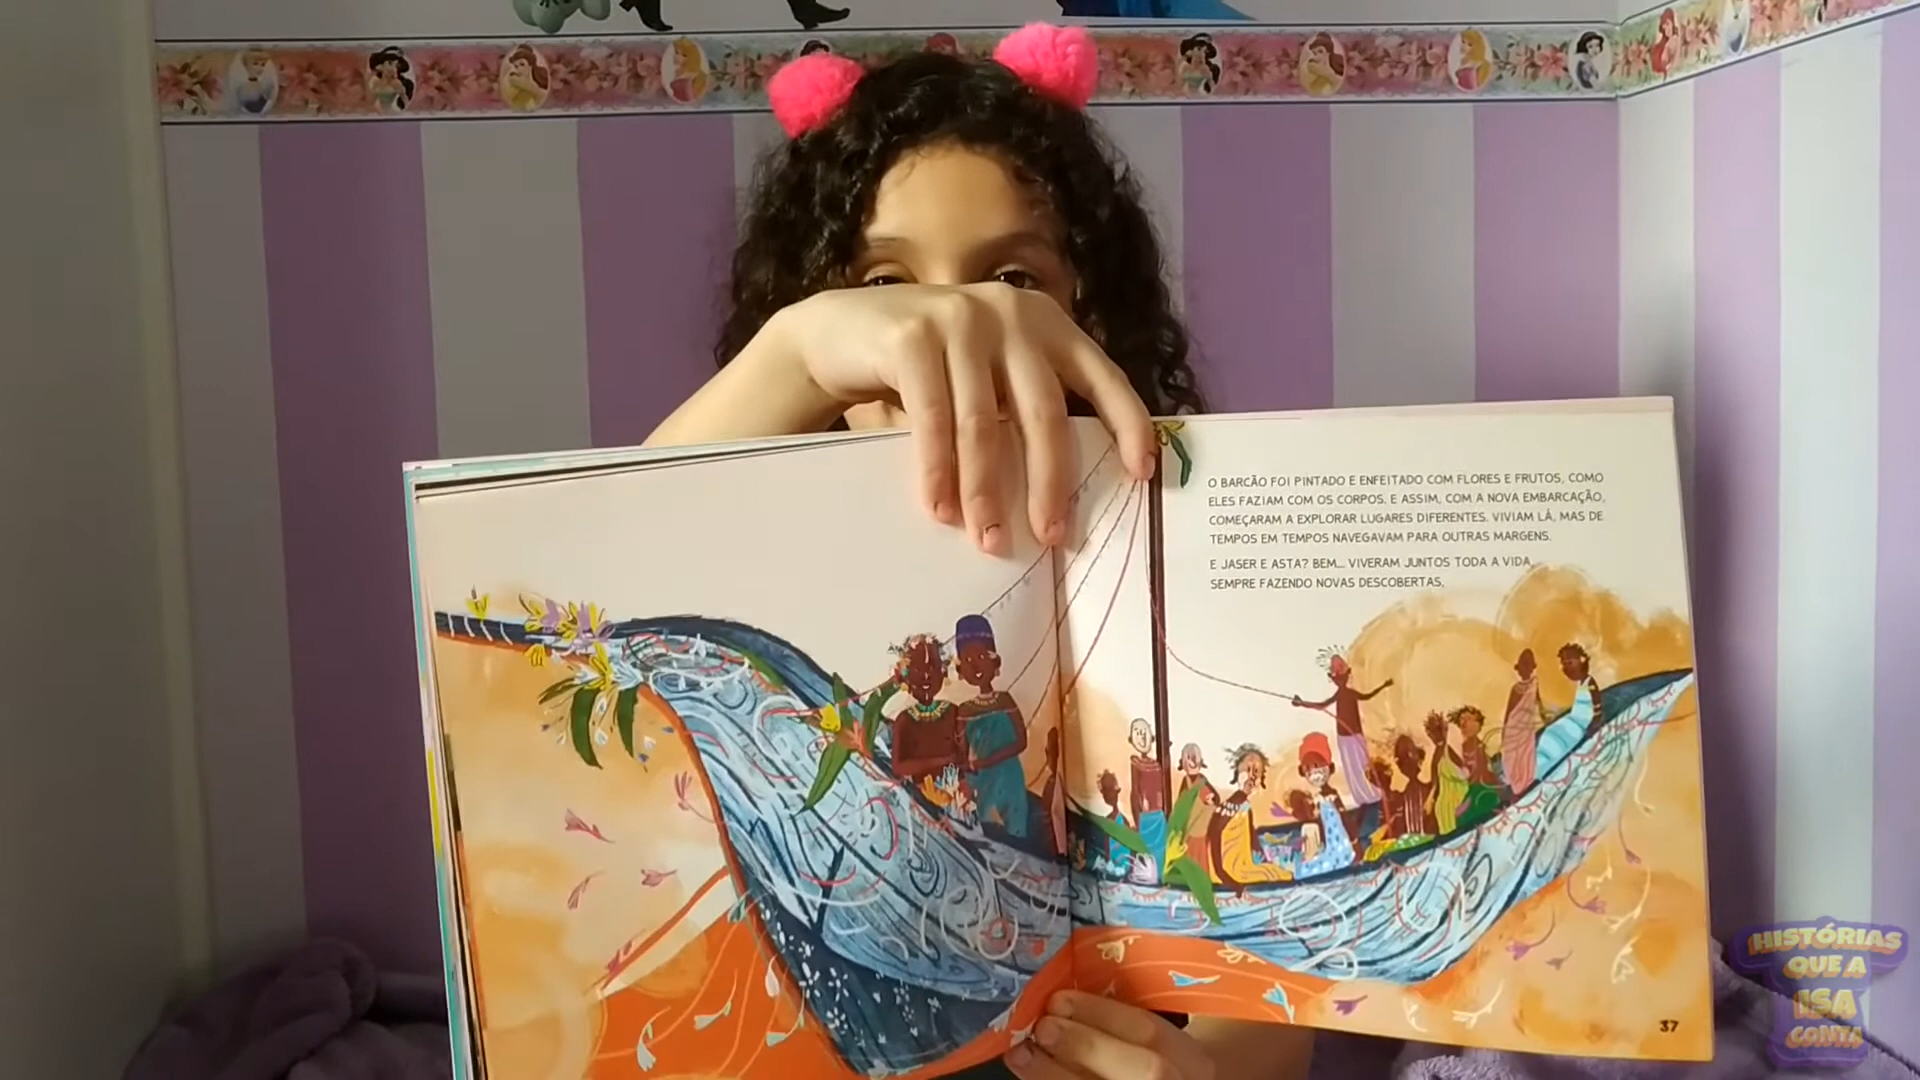 O BARCÃO FOI PINTADO E ENFEITADO COM FLORES E FRUTOS, COMO
ELES FAZIAM COM OS CORPOS. E ASSIM, COM A NOVA EMBARCAÇÃO,
COMEÇARAM A EXPLORAR LUGARES DIFERENTES. VIVIAM LÁ, MAS DE
TEMPOS EM TEMPOS NAVEGAVAM PARA OUTRAS MARGENS.
E JASER E ASTA? BEM... VIVERAM JUNTOS TODA A VIDA,
SEMPRE FAZENDO NOVAS DESCOBERTAS.
37
HISTÓRIAS
QUE A
ISA
CONTA